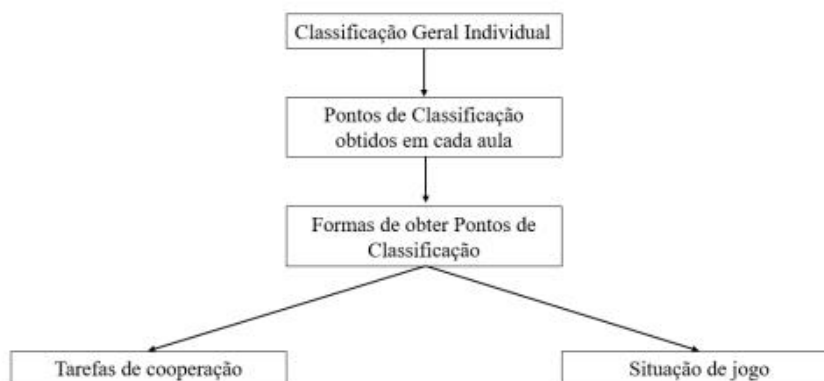 Classificação Geral Individual
Pontos de Classificação
obtidos em cada aula
Formas de obter Pontos de
Classificação
Tarefas de cooperação
Situação de jogo